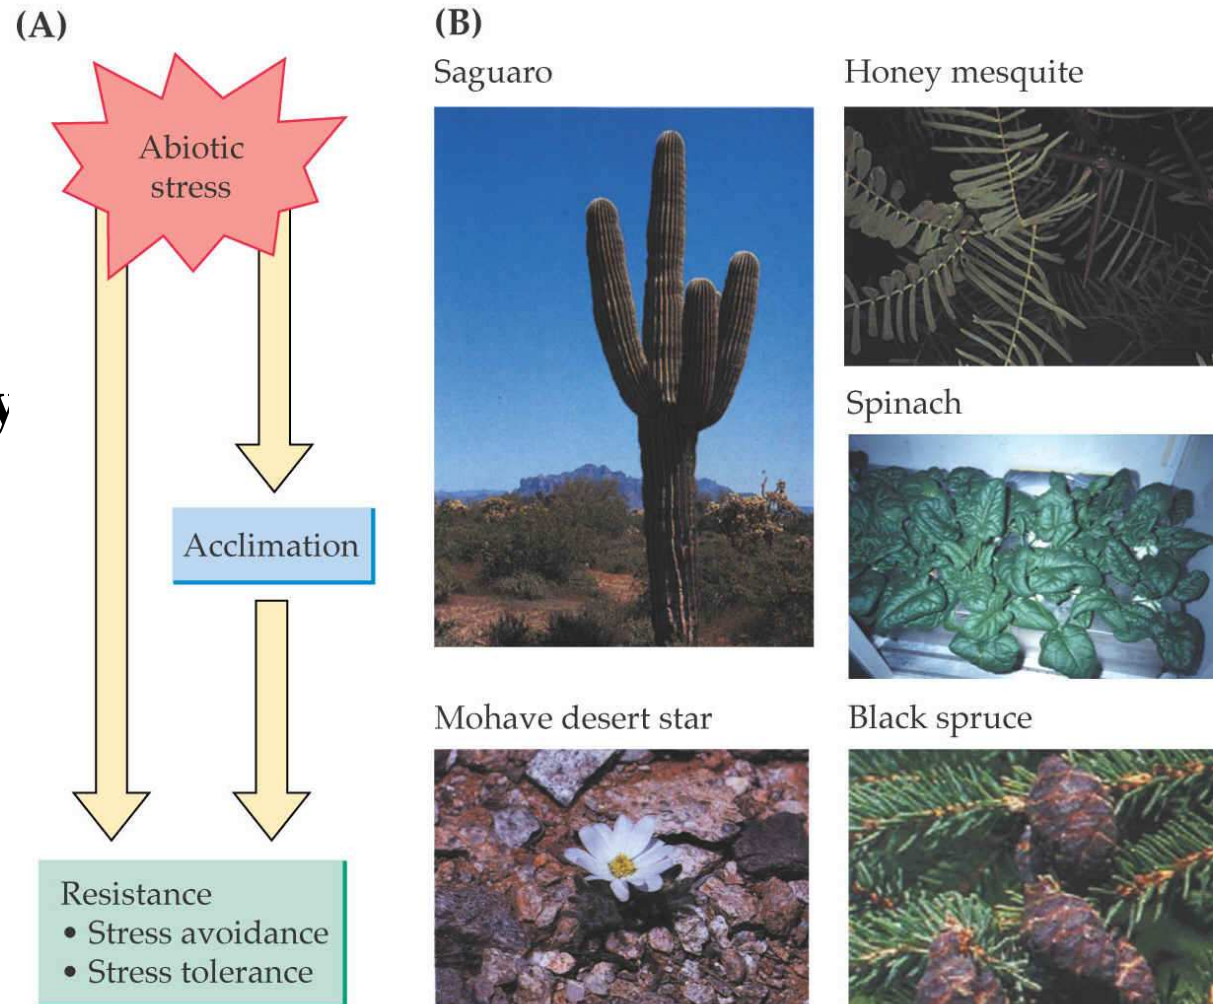 (A)
Abiotic
stress
Acclimation
Resistance
• Stress avoidance
• Stress tolerance
(B)
Saguaro
Honey mesquite
Spinach
Mohave desert star
Black spruce
y